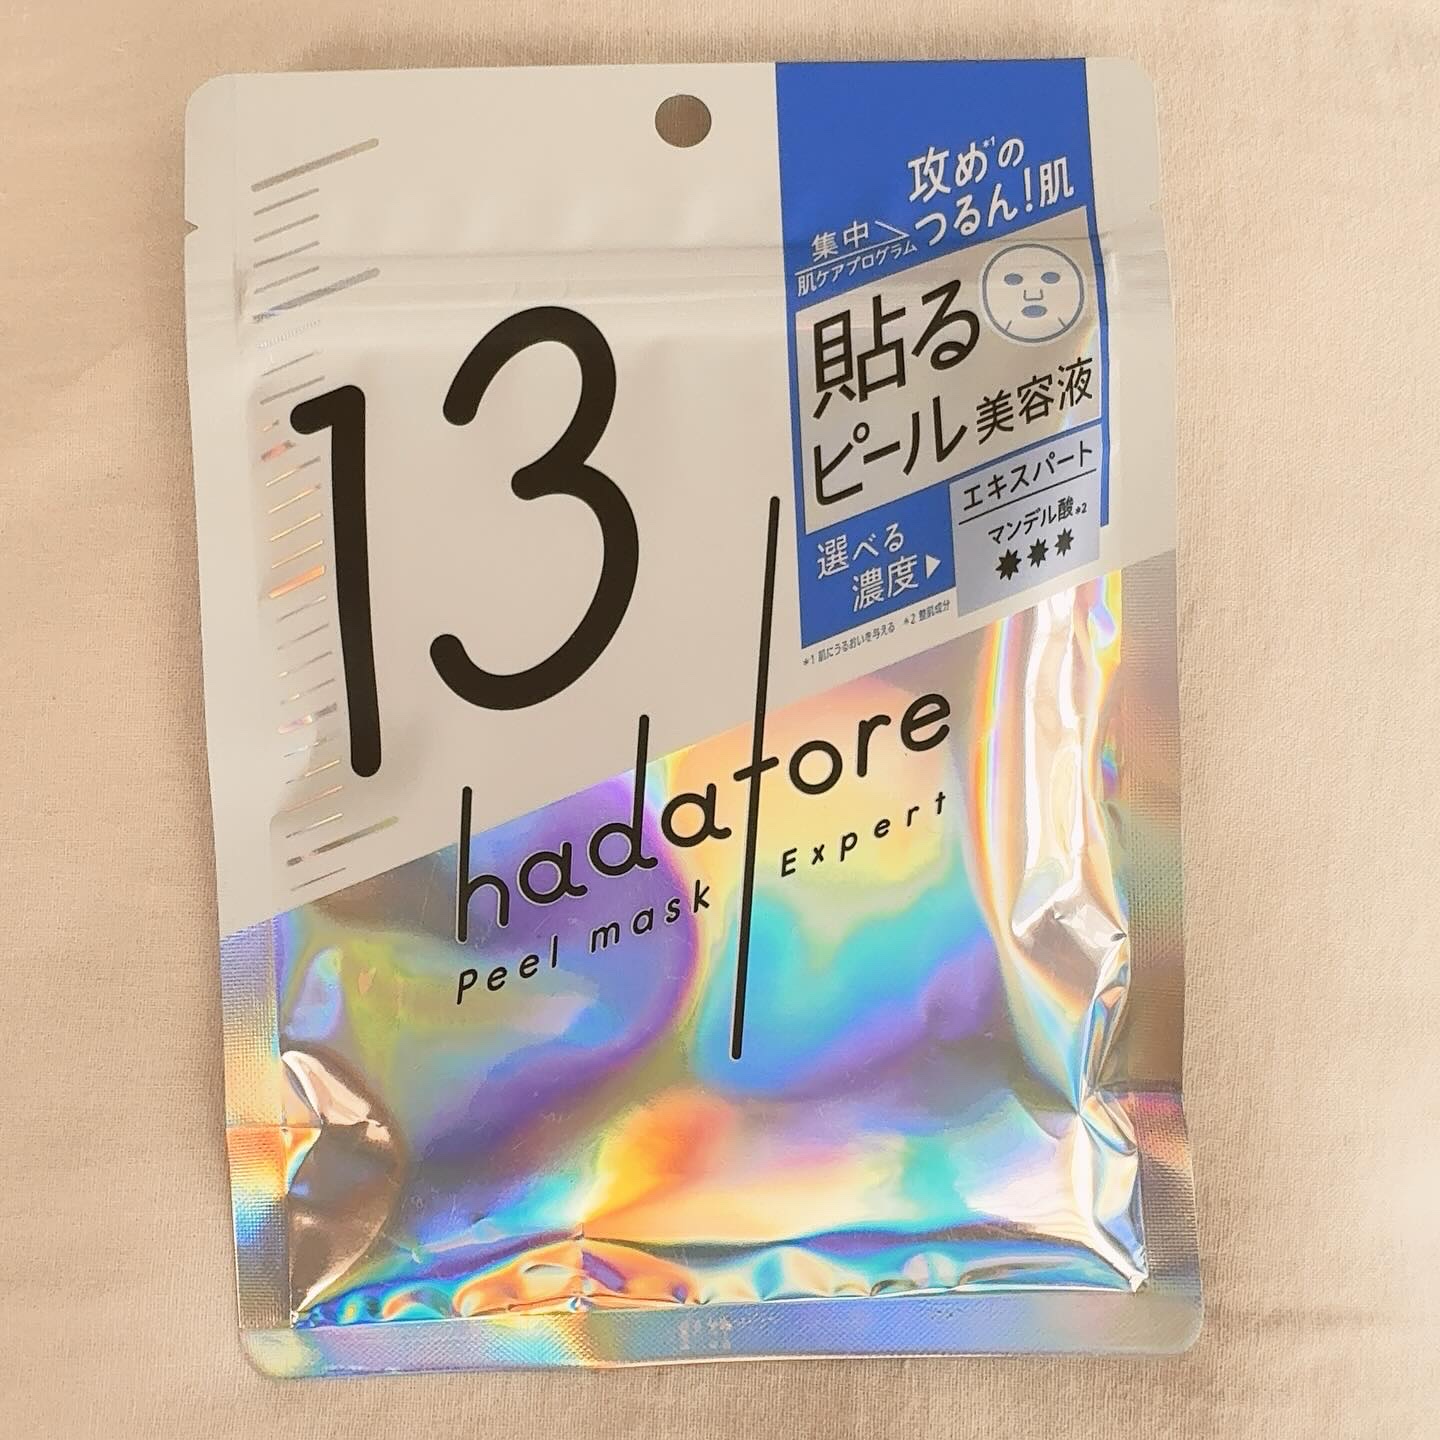 攻め*1の
つるん!肌
集中
肌ケアプログラム
貼る
ピール美容液
エキスパート
マンデル酸*2
選べる
濃度
*1 肌にうるおいを与える *2 整肌成分
13
hadatore
Peel mask Expert